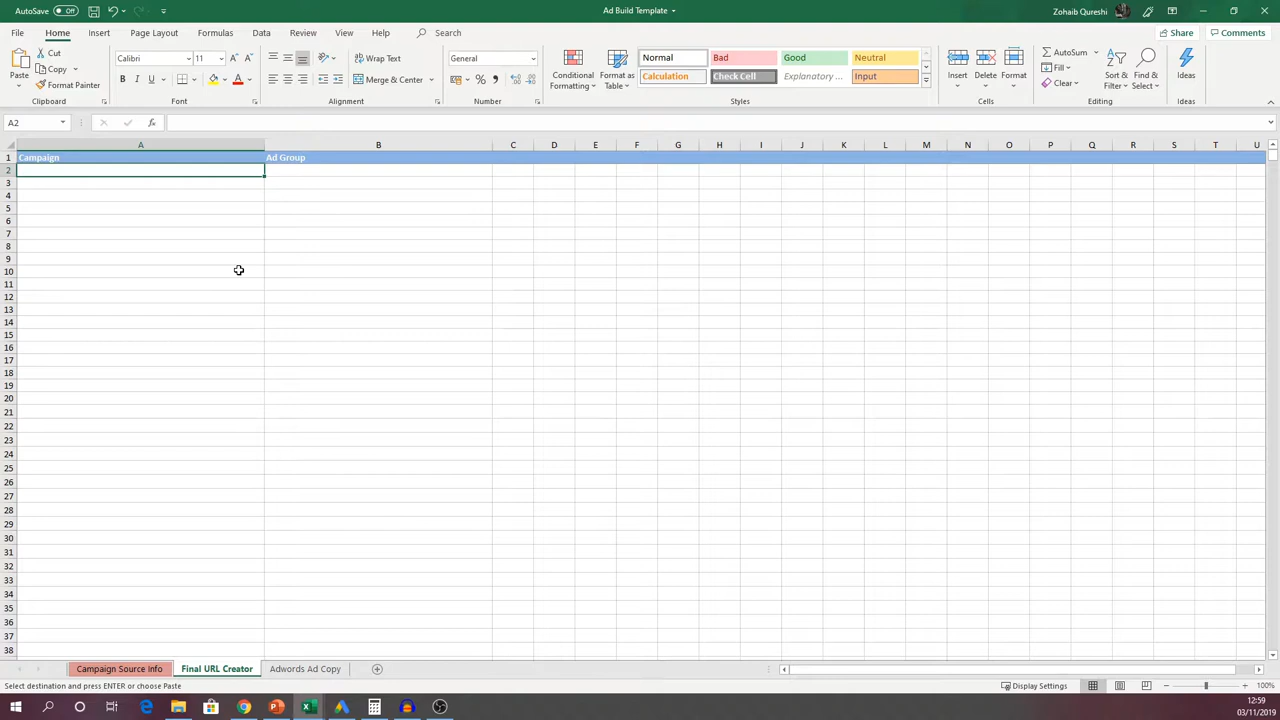 AutoSave Off
Ad Build Template
Zohaib Qureshi
File Home Insert Page Layout Formulas Data Review View Help Search
Share Comments
Paste
Cut
Copy
Format Painter
Clipboard
Calibri 11
B I U
Font
Wrap Text
Merge & Center
Alignment
General
Number
Conditional Formatting
Format as Table
Normal Bad Good Neutral
Calculation Check Cell Explanatory ... Input
Styles
Insert Delete Format
Cells
AutoSum
Fill
Clear
Sort & Filter
Find & Select
Editing
Ideas
Ideas
A2
fx
A B C D E F G H I J K L M N O P Q R S T U
1 Campaign Ad Group
2
3
4
5
6
7
8
9
10
11
12
13
14
15
16
17
18
19
20
21
22
23
24
25
26
27
28
29
30
31
32
33
34
35
36
37
38
Campaign Source Info Final URL Creator Adwords Ad Copy
Select destination and press ENTER or choose Paste
Display Settings
100%
12:59
03/11/2019